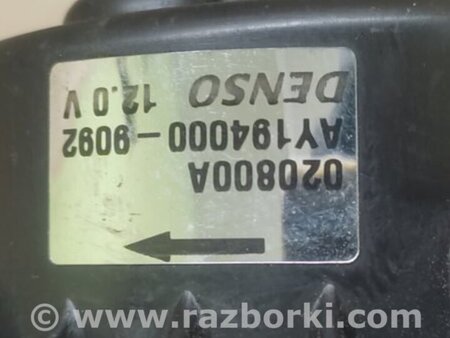 020800A
AY194000-9092
DENSO 12.0 V
www.razborki.com